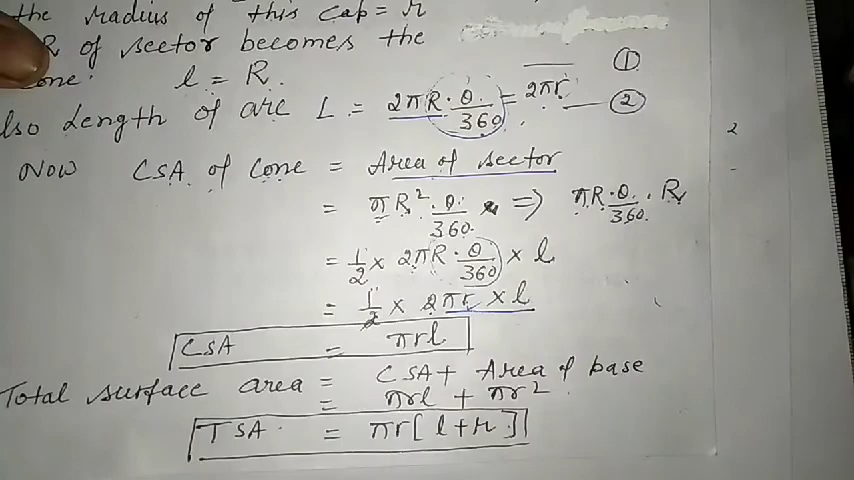 the radius of this cap = r
R of sector becomes the
Cone. l = R. ——— ①
lso Length of arc L = 2πR·θ/360 = 2πr —— ②
Now CSA of Cone = Area of sector
= πR²·θ/360 => πR·θ/360·R
= 1/2 × 2πR·θ/360 × l
= 1/2 × 2πr × l
CSA = πrl
Total surface area = CSA + Area of base
= πrl + πr²
TSA = πr[l+r]
2